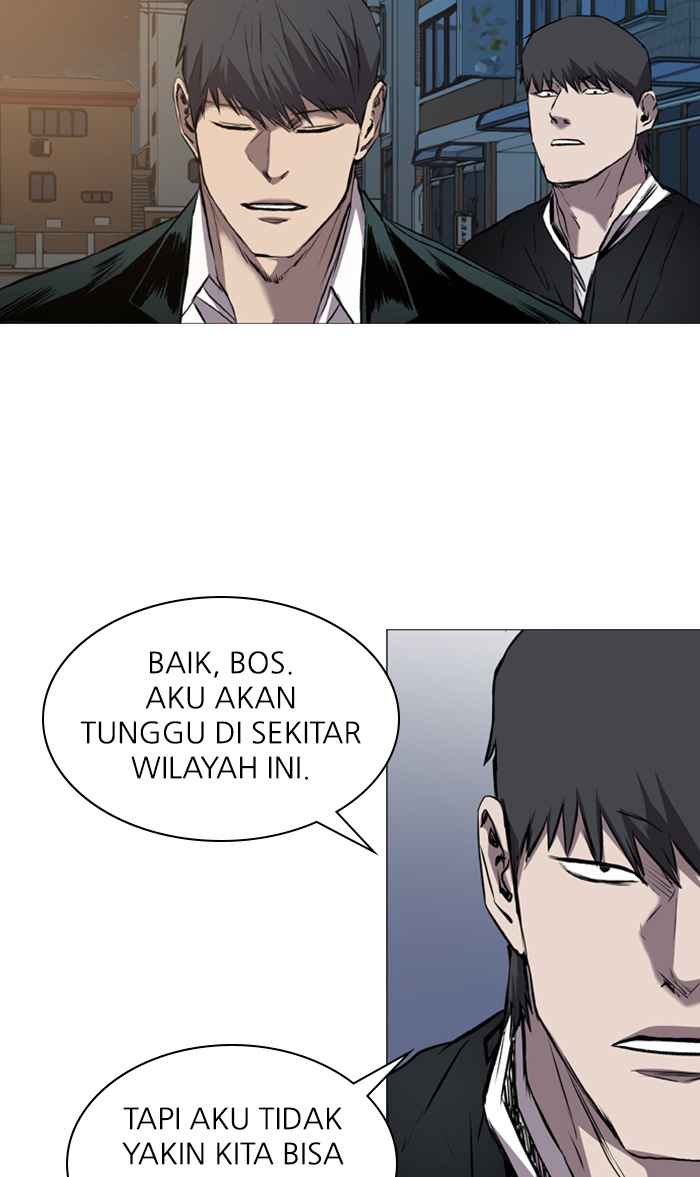 BAIK, BOS.
AKU AKAN
TUNGGU DI SEKITAR
WILAYAH INI.
TAPI AKU TIDAK
YAKIN KITA BISA